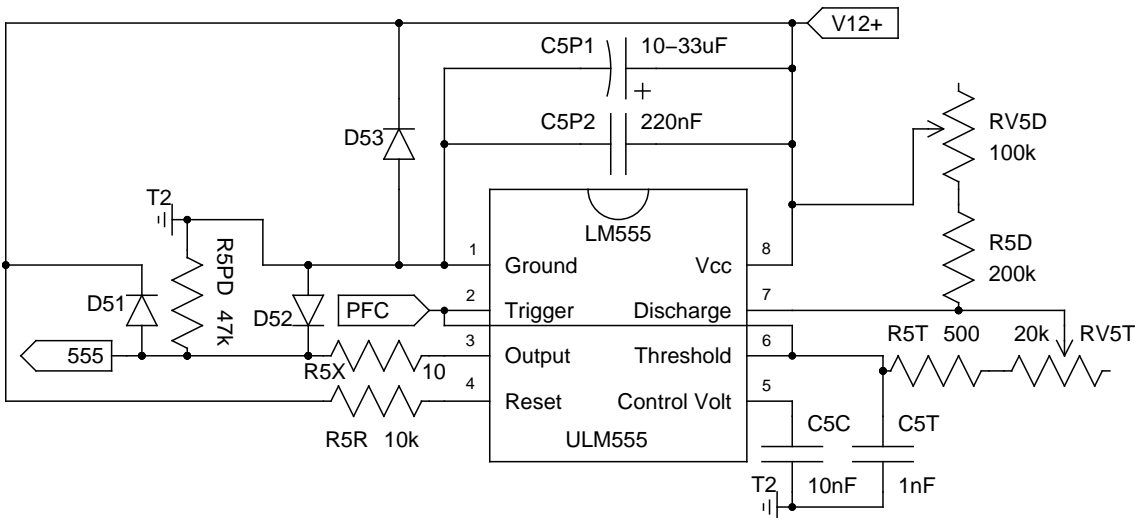 V12+
C5P1 10−33uF
C5P2 220nF
D53
RV5D
100k
T2
LM555
R5D
200k
1 Ground Vcc 8
R5PD 47k
D51
D52
PFC
2 Trigger Discharge 7
555
3 Output Threshold 6
R5T 500 20k RV5T
R5X 10
4 Reset Control Volt 5
R5R 10k
ULM555
C5C C5T
T2
10nF 1nF